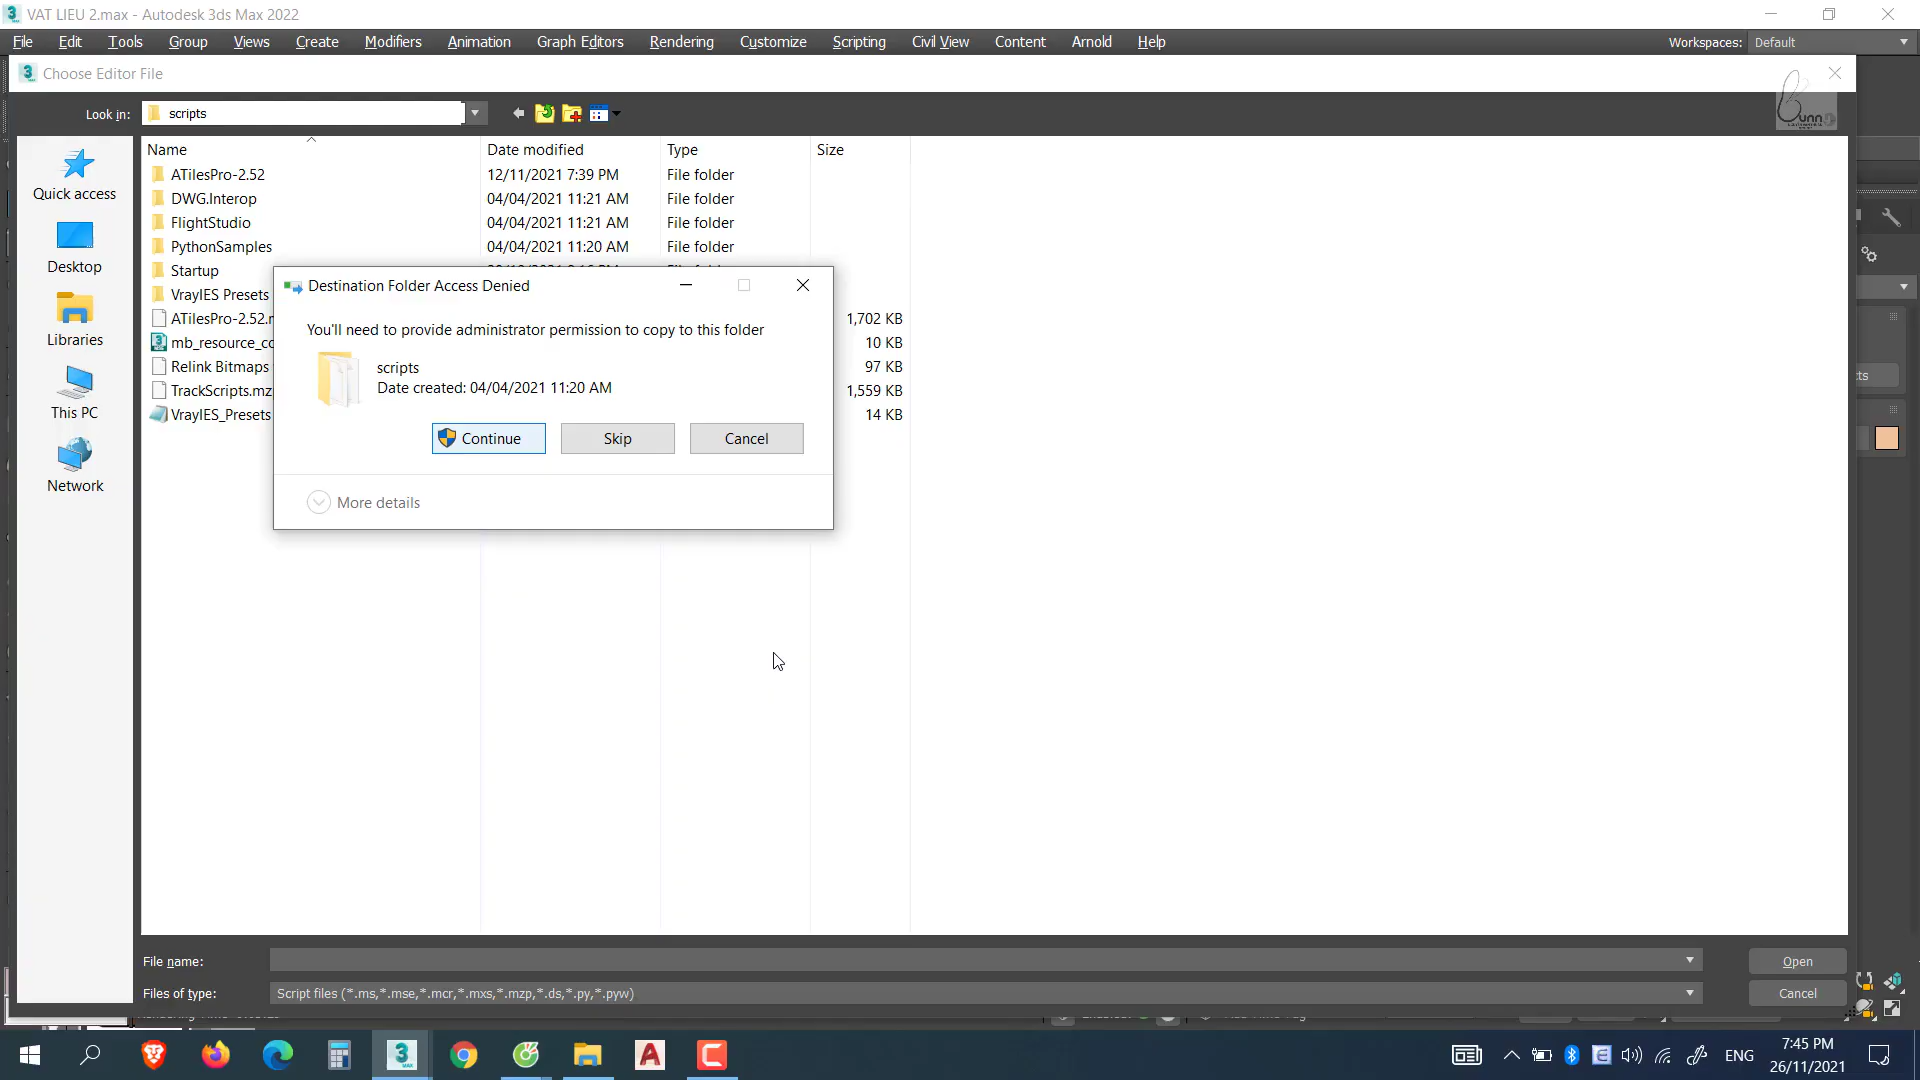 VAT LIEU 2.max - Autodesk 3ds Max 2022
File Edit Tools Group Views Create Modifiers Animation Graph Editors Rendering Customize Scripting Civil View Content Arnold Help Workspaces: Default
Choose Editor File
Look in: scripts
Name Date modified Type Size
ATilesPro-2.52 12/11/2021 7:39 PM File folder
DWG.Interop 04/04/2021 11:21 AM File folder
FlightStudio 04/04/2021 11:21 AM File folder
PythonSamples 04/04/2021 11:20 AM File folder
Startup
VrayIES Presets
ATilesPro-2.52.m 1,702 KB
mb_resource_co 10 KB
Relink Bitmaps 97 KB
TrackScripts.mz 1,559 KB
VrayIES_Presets 14 KB
Quick access
Desktop
Libraries
This PC
Network
Destination Folder Access Denied
You'll need to provide administrator permission to copy to this folder
scripts
Date created: 04/04/2021 11:20 AM
Continue Skip Cancel
More details
File name: Open
Files of type: Script files (*.ms,*.mse,*.mcr,*.mxs,*.mzp,*.ds,*.py,*.pyw) Cancel
ENG
7:45 PM
26/11/2021